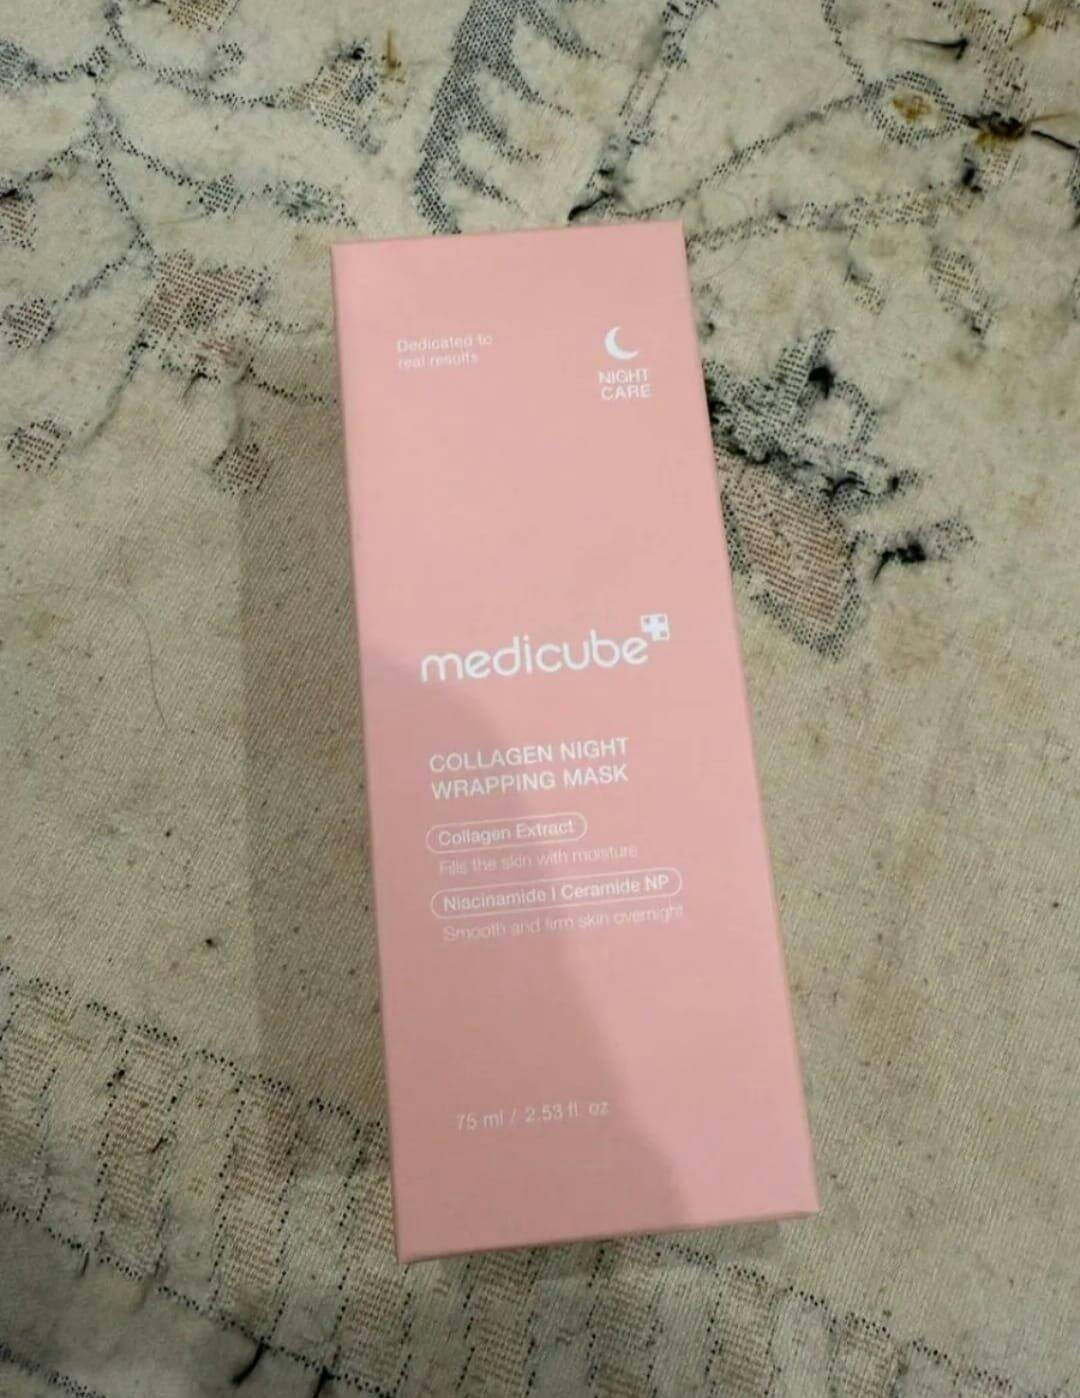 Dedicated to
real results
NIGHT
CARE
medicube
COLLAGEN NIGHT
WRAPPING MASK
Collagen Extract
Fills the skin with moisture
Niacinamide | Ceramide NP
Smooth and firm skin overnight
75 ml / 2.53 fl. oz